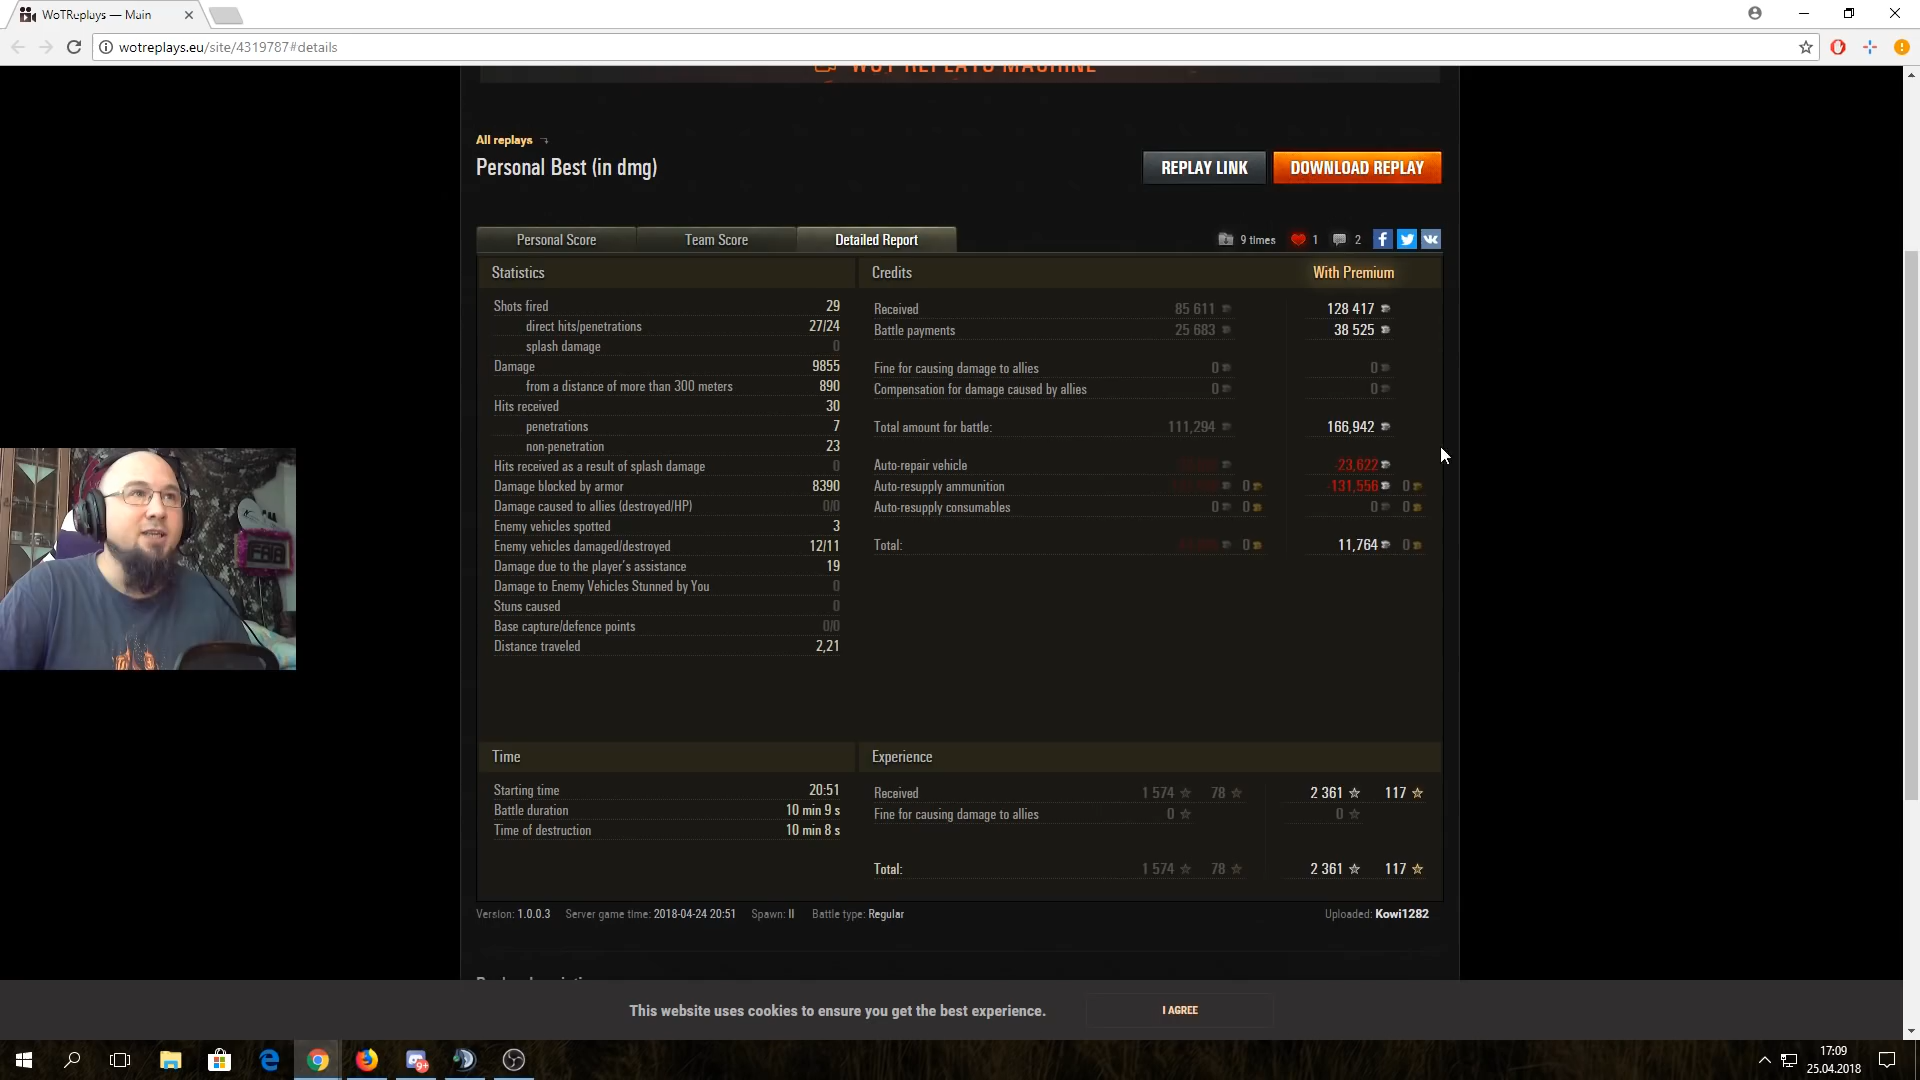 WoTReplays — Main
wotreplays.eu/site/4319787#details
WOT REPLAYS MACHINE
All replays
Personal Best (in dmg)
REPLAY LINK
DOWNLOAD REPLAY
Personal Score
Team Score
Detailed Report
9 times
1
2
Statistics
Shots fired 29
direct hits/penetrations 27/24
splash damage 0
Damage 9855
from a distance of more than 300 meters 890
Hits received 30
penetrations 7
non-penetration 23
Hits received as a result of splash damage 0
Damage blocked by armor 8390
Damage caused to allies (destroyed/HP) 0/0
Enemy vehicles spotted 3
Enemy vehicles damaged/destroyed 12/11
Damage due to the player's assistance 19
Damage to Enemy Vehicles Stunned by You 0
Stuns caused 0
Base capture/defence points 0/0
Distance traveled 2,21
Credits With Premium
Received 85 611 128 417
Battle payments 25 683 38 525
Fine for causing damage to allies 0 0
Compensation for damage caused by allies 0 0
Total amount for battle: 111,294 166,942
Auto-repair vehicle -23,622
Auto-resupply ammunition 0 -131,556 0
Auto-resupply consumables 0 0 0 0
Total: 0 11,764 0
Time
Starting time 20:51
Battle duration 10 min 9 s
Time of destruction 10 min 8 s
Experience
Received 1 574 78 2 361 117
Fine for causing damage to allies 0 0
Total: 1 574 78 2 361 117
Version: 1.0.0.3 Server game time: 2018-04-24 20:51 Spawn: II Battle type: Regular
Uploaded: Kowi1282
This website uses cookies to ensure you get the best experience.
I AGREE
17:09
25.04.2018